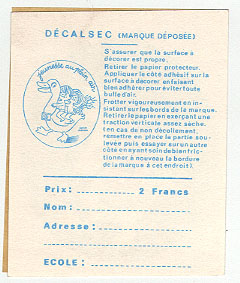 DÉCALSEC (MARQUE DÉPOSÉE)
jeunesse au plein air
S'assurer que la surface à
décorer est propre.
Retirer le papier protecteur.
Appliquer le côté adhésif sur la
surface à décorer en faisant
bien adhérer pour éviter toute
bulle d'air.
Frotter vigoureusement en in-
sistant sur les bords de la marque.
Retirer le papier en exerçant une
traction verticale assez sèche.
(en cas de non décollement,
remettre en place la partie sou-
levée puis essayer sur un autre
côté en ayant soin de bien fric-
tionner à nouveau la bordure
de la marque à cet endroit).
Prix: 2 Francs
Nom:
Adresse:
ECOLE: